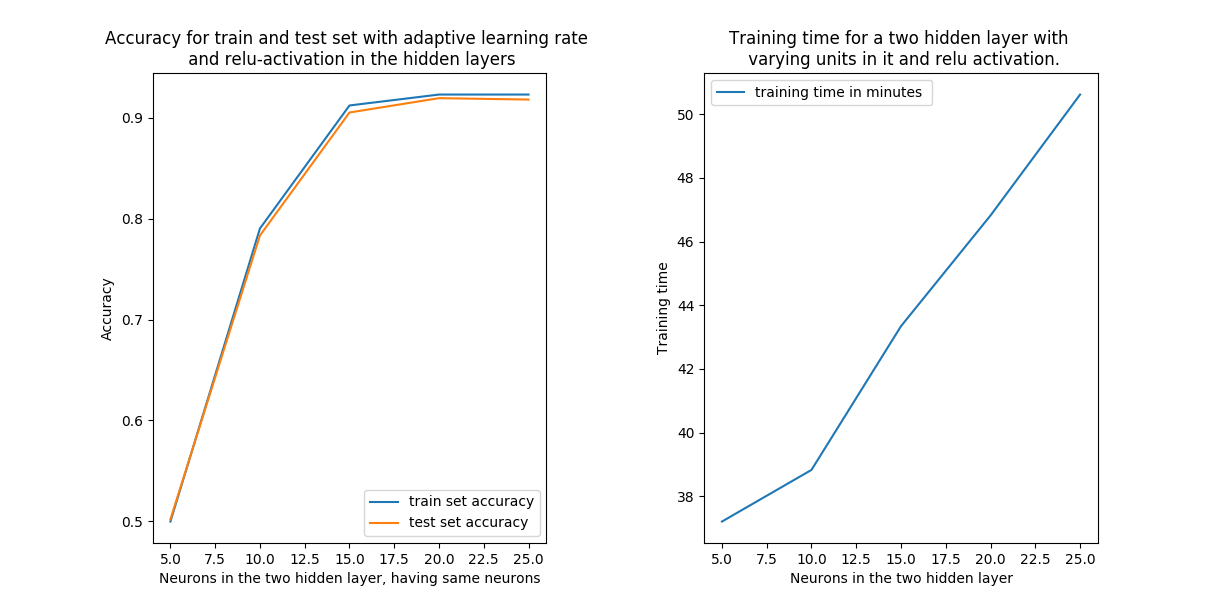 Accuracy for train and test set with adaptive learning rate
and relu-activation in the hidden layers
0.9
0.8
0.7
0.6
0.5
Accuracy
train set accuracy
test set accuracy
5.0 7.5 10.0 12.5 15.0 17.5 20.0 22.5 25.0
Neurons in the two hidden layer, having same neurons
Training time for a two hidden layer with
varying units in it and relu activation.
training time in minutes
50
48
46
44
42
40
38
Training time
5.0 7.5 10.0 12.5 15.0 17.5 20.0 22.5 25.0
Neurons in the two hidden layer